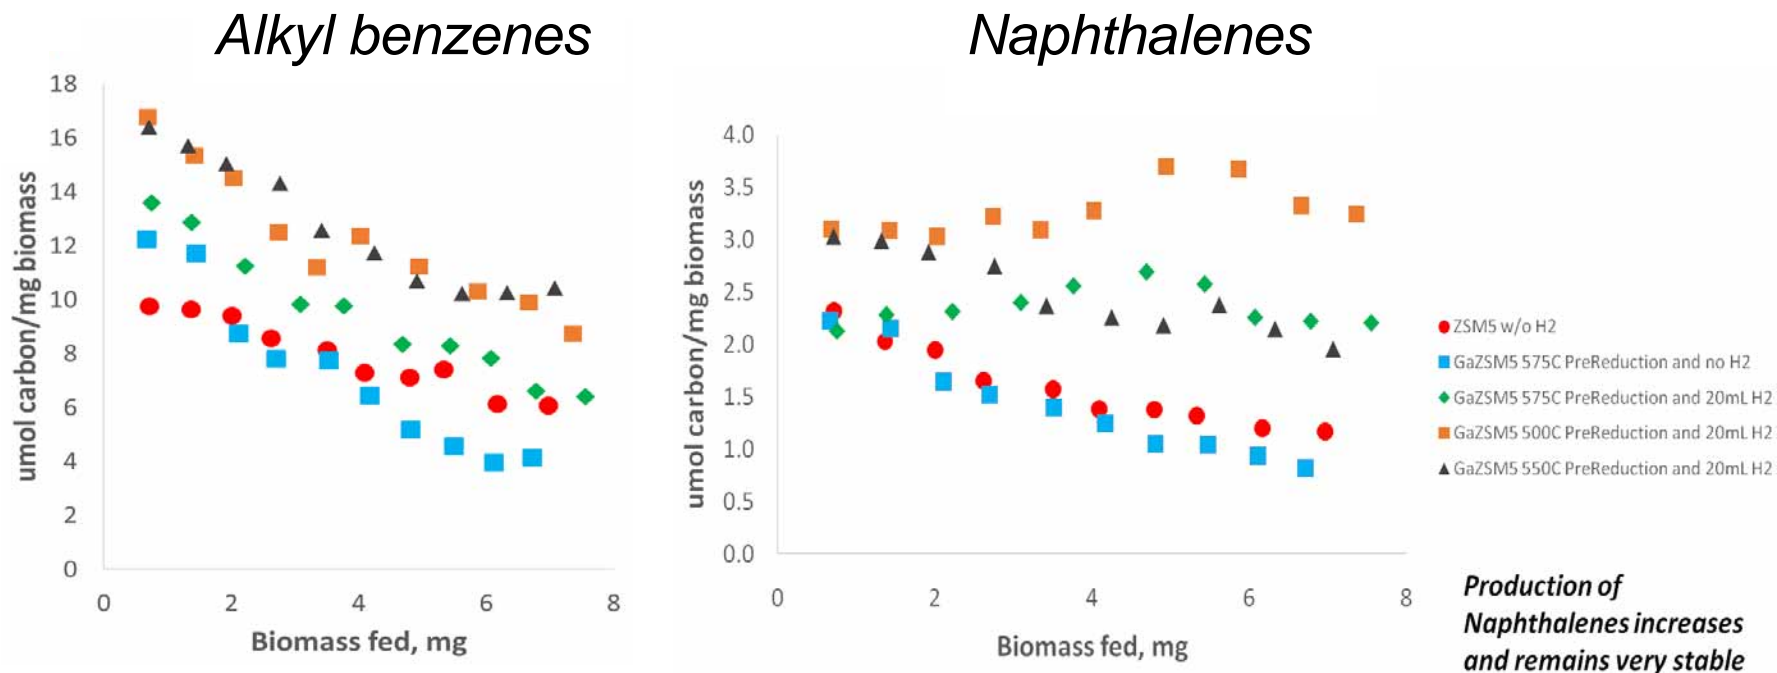 Alkyl benzenes
Naphthalenes
18
16
14
12
10
8
6
4
2
0
umol carbon/mg biomass
0 2 4 6 8
Biomass fed, mg
4.0
3.5
3.0
2.5
2.0
1.5
1.0
0.5
0.0
umol carbon/mg biomass
0 2 4 6 8
Biomass fed, mg
ZSM5 w/o H2
GaZSM5 575C PreReduction and no H2
GaZSM5 575C PreReduction and 20mL H2
GaZSM5 500C PreReduction and 20mL H2
GaZSM5 550C PreReduction and 20mL H2
Production of
Naphthalenes increases
and remains very stable